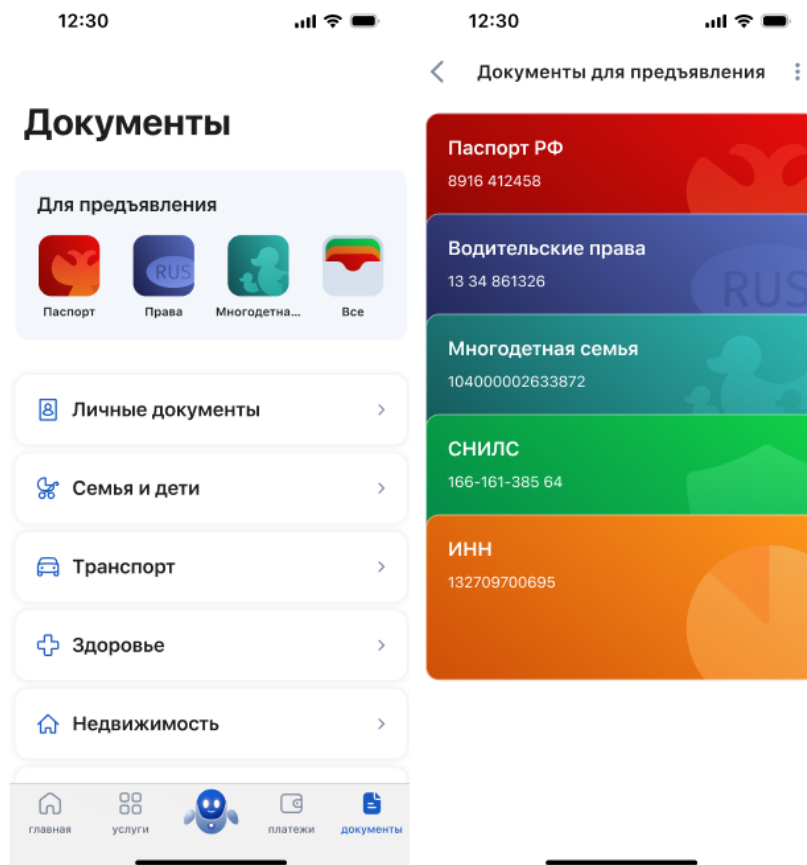 12:30
Документы
Для предъявления
RUS
Паспорт
Права
Многодетна...
Все
Личные документы
Семья и дети
Транспорт
Здоровье
Недвижимость
главная
услуги
платежи
документы
12:30
Документы для предъявления
Паспорт РФ
8916 412458
Водительские права
13 34 861326
RUS
Многодетная семья
104000002633872
СНИЛС
166-161-385 64
ИНН
132709700695